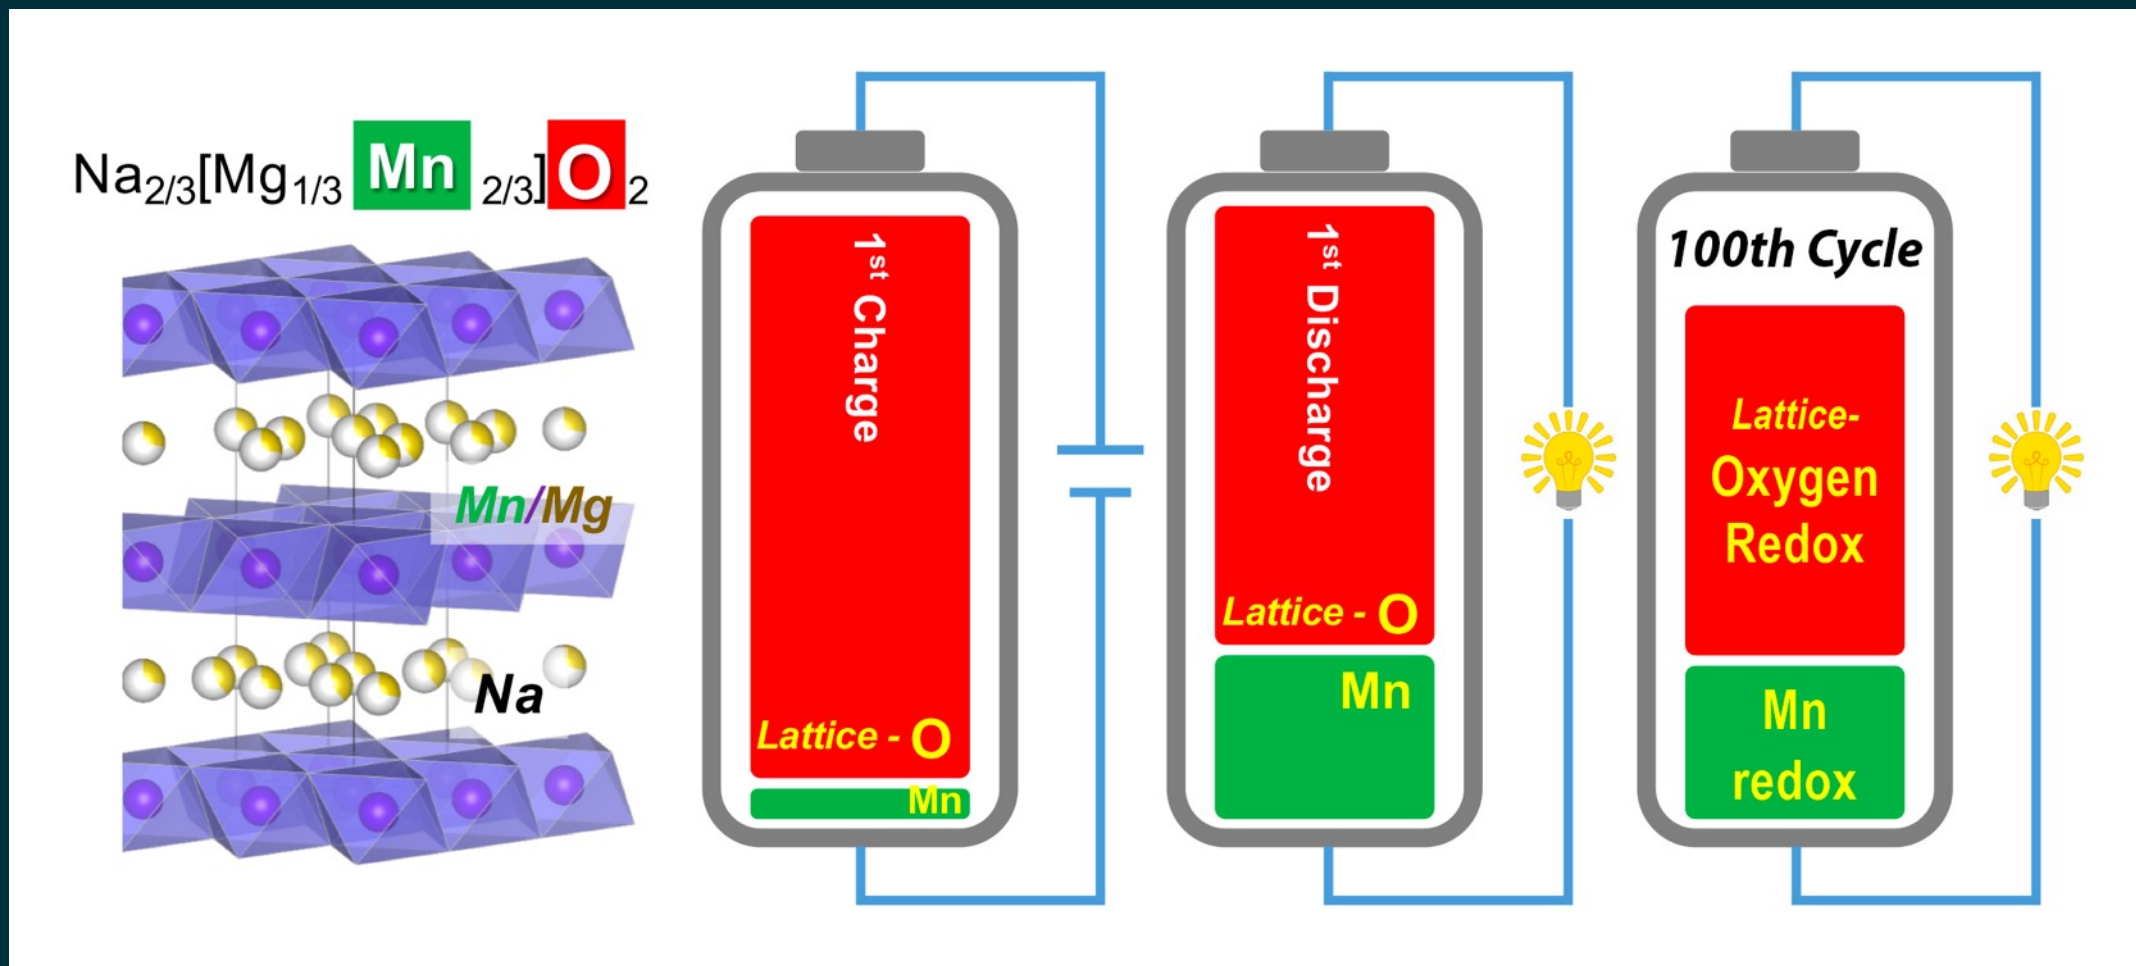 Na2/3[Mg1/3 Mn 2/3]O2
Mn/Mg
Na
1st Charge
Lattice - O
Mn
1st Discharge
Lattice - O
Mn
100th Cycle
Lattice-
Oxygen
Redox
Mn
redox